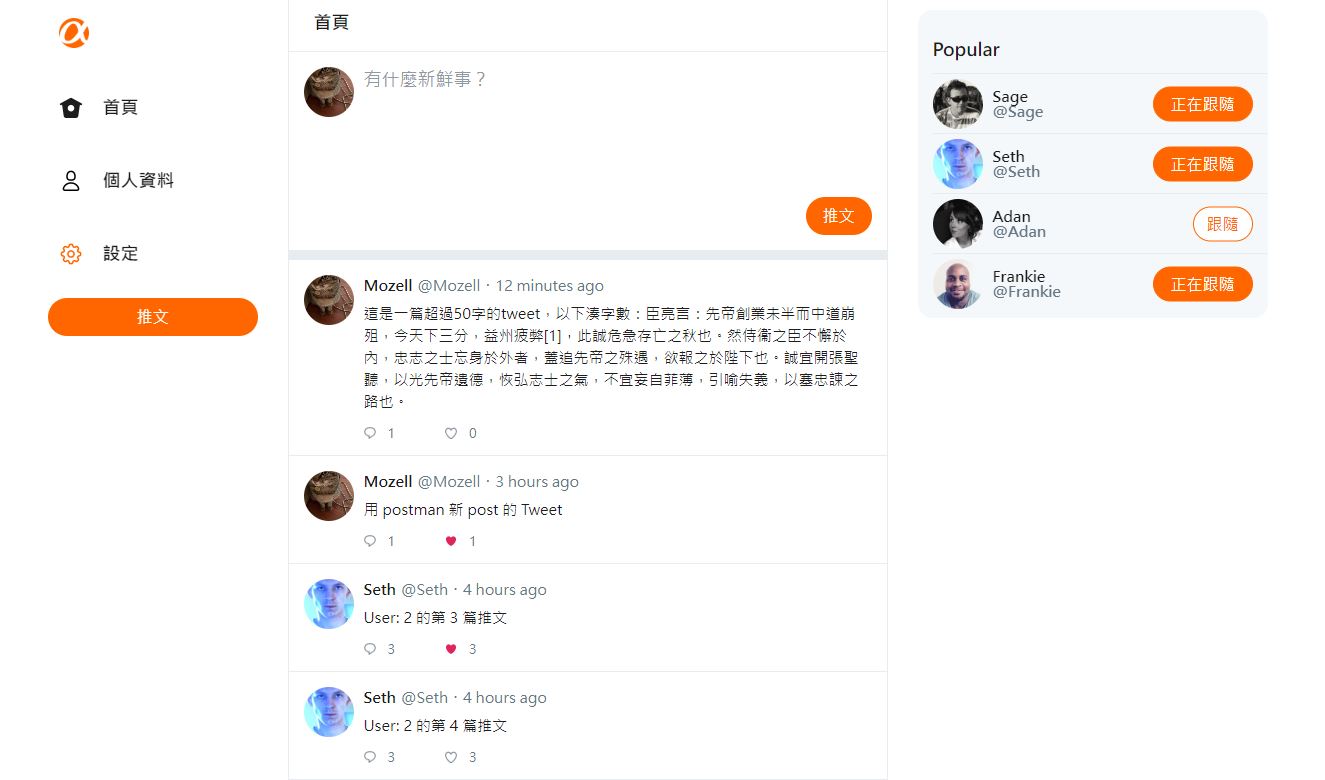 首頁
個人資料
設定
推文
首頁
有什麼新鮮事？
推文
Mozell @Mozell · 12 minutes ago
這是一篇超過50字的tweet，以下湊字數：臣亮言：先帝創業未半而中道崩
殂，今天下三分，益州疲弊[1]，此誠危急存亡之秋也。然侍衛之臣不懈於
內，忠志之士忘身於外者，蓋追先帝之殊遇，欲報之於陛下也。誠宜開張聖
聽，以光先帝遺德，恢弘志士之氣，不宜妄自菲薄，引喻失義，以塞忠諫之
路也。
1 0
Mozell @Mozell · 3 hours ago
用 postman 新 post 的 Tweet
1 1
Seth @Seth · 4 hours ago
User: 2 的第 3 篇推文
3 3
Seth @Seth · 4 hours ago
User: 2 的第 4 篇推文
3 3
Popular
Sage
@Sage
正在跟隨
Seth
@Seth
正在跟隨
Adan
@Adan
跟隨
Frankie
@Frankie
正在跟隨